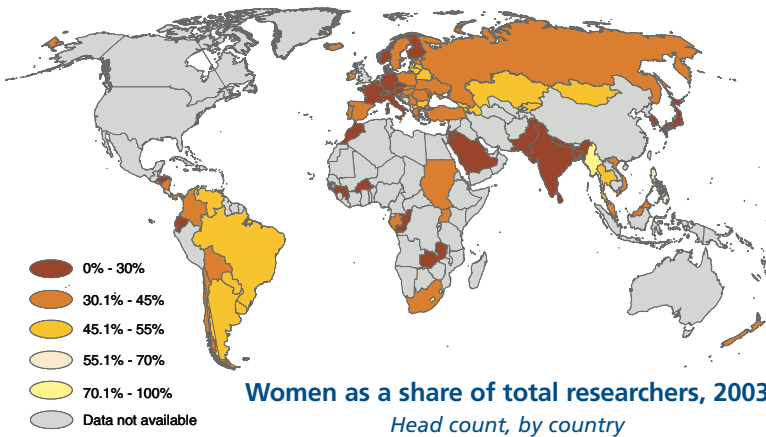 0% - 30%
30.1% - 45%
45.1% - 55%
55.1% - 70%
70.1% - 100%
Data not available
Women as a share of total researchers, 2003
Head count, by country